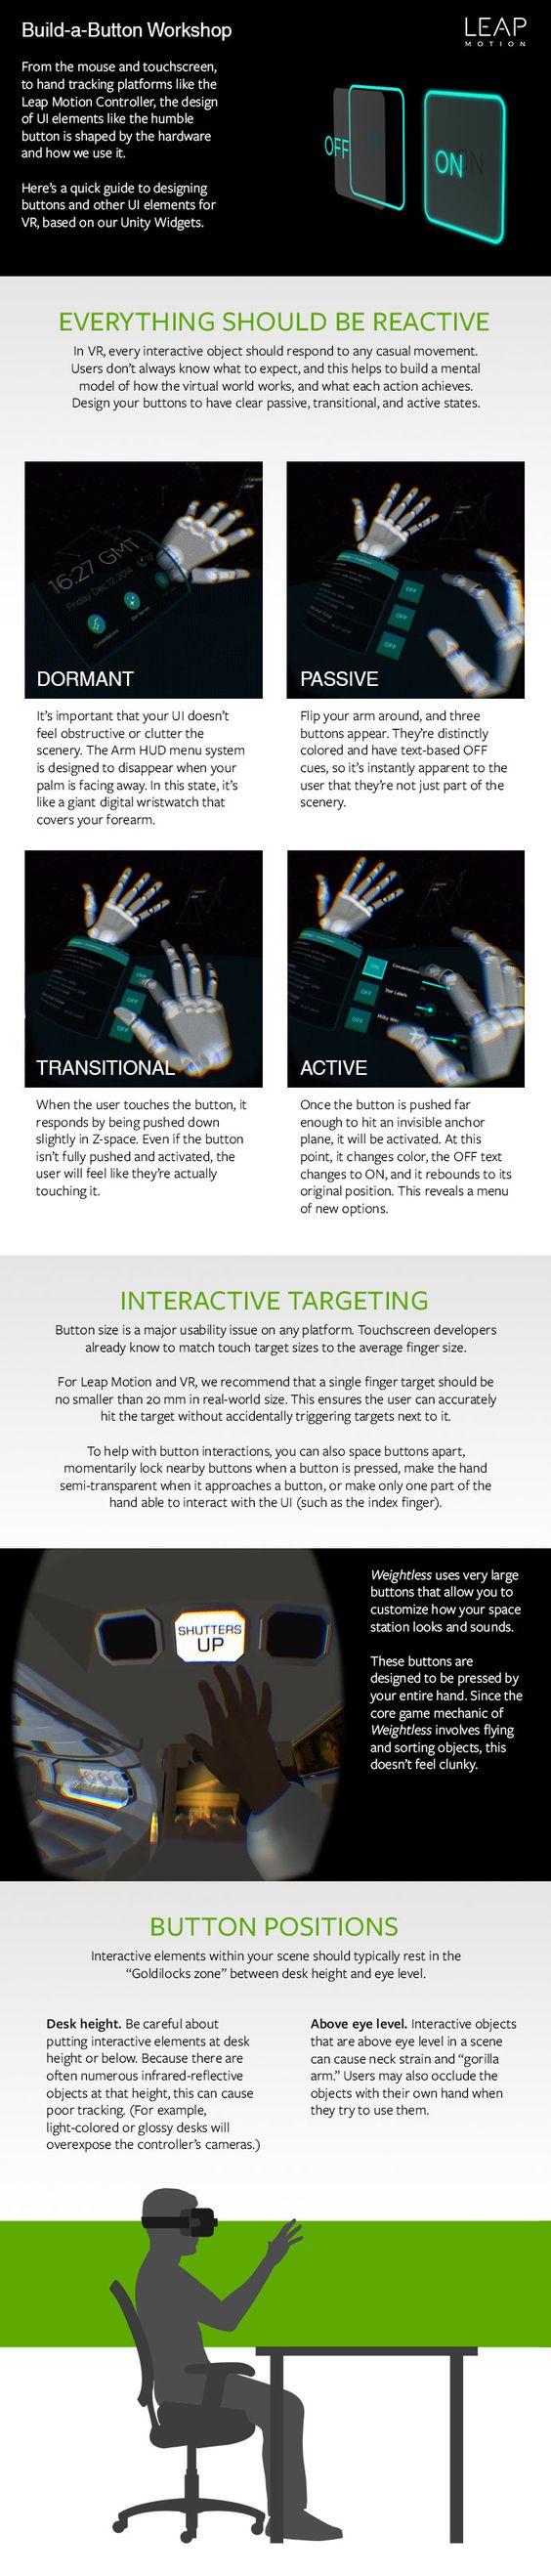 Build-a-Button Workshop
LEAP
MOTION
From the mouse and touchscreen,
to hand tracking platforms like the
Leap Motion Controller, the design
of UI elements like the humble
button is shaped by the hardware
and how we use it.
Here's a quick guide to designing
buttons and other UI elements for
VR, based on our Unity Widgets.
OFF
ON
ON
EVERYTHING SHOULD BE REACTIVE
In VR, every interactive object should respond to any casual movement.
Users don't always know what to expect, and this helps to build a mental
model of how the virtual world works, and what each action achieves.
Design your buttons to have clear passive, transitional, and active states.
16:27 GMT
Friday Dec 12, 2014
DORMANT
It's important that your UI doesn't
feel obstructive or clutter the
scenery. The Arm HUD menu system
is designed to disappear when your
palm is facing away. In this state, it's
like a giant digital wristwatch that
covers your forearm.
OFF
OFF
OFF
PASSIVE
Flip your arm around, and three
buttons appear. They're distinctly
colored and have text-based OFF
cues, so it's instantly apparent to the
user that they're not just part of the
scenery.
OFF
OFF
OFF
TRANSITIONAL
When the user touches the button, it
responds by being pushed down
slightly in Z-space. Even if the button
isn't fully pushed and activated, the
user will feel like they're actually
touching it.
ON
OFF
Star Labels
OFF
Milky Way
ACTIVE
Once the button is pushed far
enough to hit an invisible anchor
plane, it will be activated. At this
point, it changes color, the OFF text
changes to ON, and it rebounds to its
original position. This reveals a menu
of new options.
INTERACTIVE TARGETING
Button size is a major usability issue on any platform. Touchscreen developers
already know to match touch target sizes to the average finger size.
For Leap Motion and VR, we recommend that a single finger target should be
no smaller than 20 mm in real-world size. This ensures the user can accurately
hit the target without accidentally triggering targets next to it.
To help with button interactions, you can also space buttons apart,
momentarily lock nearby buttons when a button is pressed, make the hand
semi-transparent when it approaches a button, or make only one part of the
hand able to interact with the UI (such as the index finger).
SHUTTERS
UP
Weightless uses very large
buttons that allow you to
customize how your space
station looks and sounds.
These buttons are
designed to be pressed by
your entire hand. Since the
core game mechanic of
Weightless involves flying
and sorting objects, this
doesn't feel clunky.
BUTTON POSITIONS
Interactive elements within your scene should typically rest in the
“Goldilocks zone” between desk height and eye level.
Desk height. Be careful about
putting interactive elements at desk
height or below. Because there are
often numerous infrared-reflective
objects at that height, this can cause
poor tracking. (For example,
light-colored or glossy desks will
overexpose the controller's cameras.)
Above eye level. Interactive objects
that are above eye level in a scene
can cause neck strain and “gorilla
arm.” Users may also occlude the
objects with their own hand when
they try to use them.